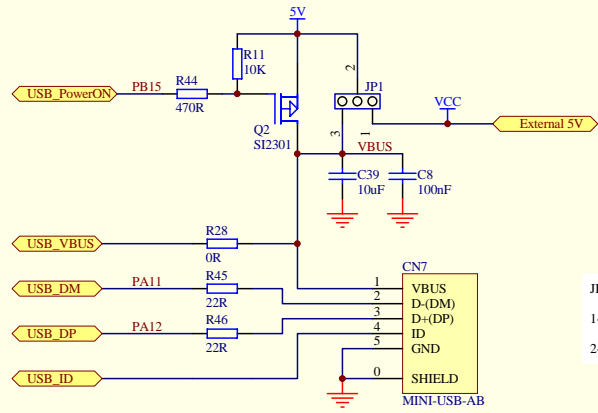 5V
R11
10K
2
R44
PB15
USB_PowerON
470R
JP1
VCC
External 5V
Q2
SI2301
3
1
VBUS
C39
10uF
C8
100nF
R28
USB_VBUS
0R
CN7
R45
USB_DM
PA11
22R
1 VBUS
2 D-(DM)
3 D+(DP)
4 ID
5 GND
0 SHIELD
R46
USB_DP
PA12
22R
USB_ID
MINI-USB-AB
1-
2-